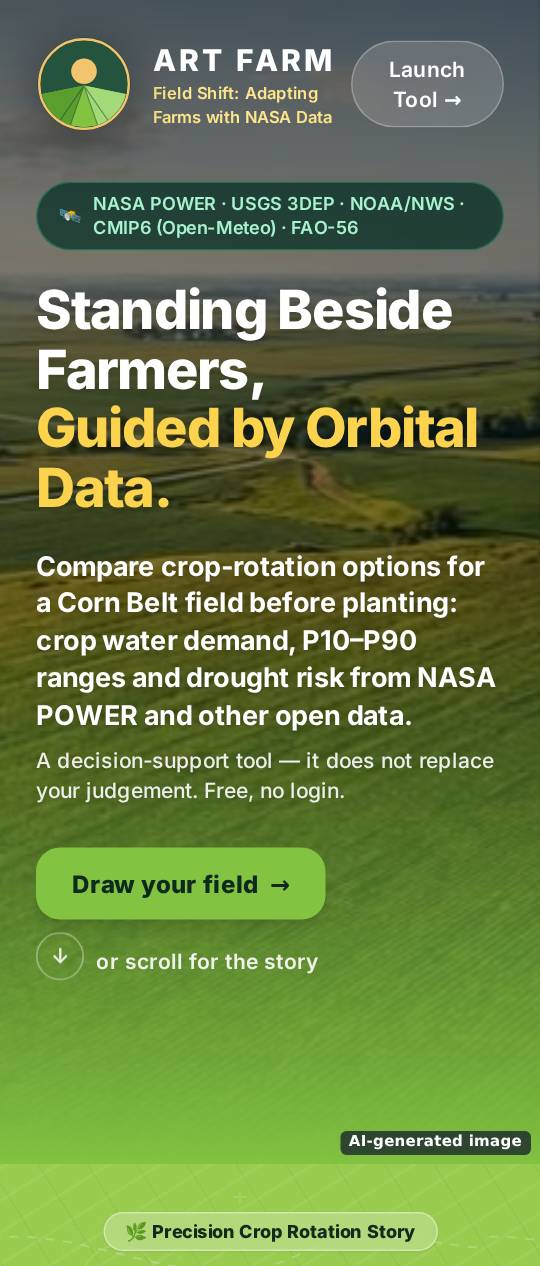 ART FARM
Field Shift: Adapting
Farms with NASA Data
Launch
Tool →
NASA POWER · USGS 3DEP · NOAA/NWS ·
CMIP6 (Open-Meteo) · FAO-56
Standing Beside
Farmers,
Guided by Orbital
Data.
Compare crop-rotation options for
a Corn Belt field before planting:
crop water demand, P10–P90
ranges and drought risk from NASA
POWER and other open data.
A decision-support tool — it does not replace
your judgement. Free, no login.
Draw your field →
↓ or scroll for the story
AI-generated image
🌿 Precision Crop Rotation Story